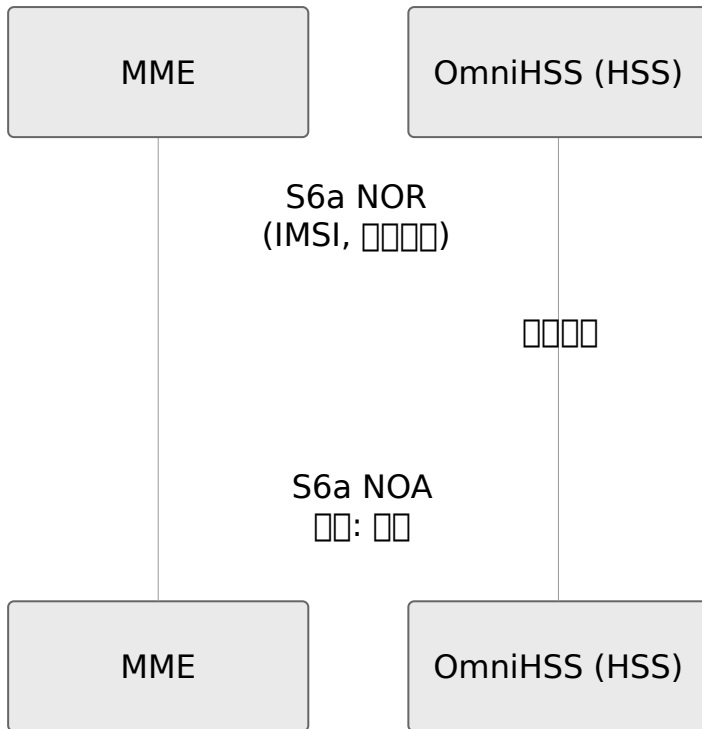 MME
OmniHSS (HSS)
S6a NOR
(IMSI, )
S6a NOA
:
MME
OmniHSS (HSS)